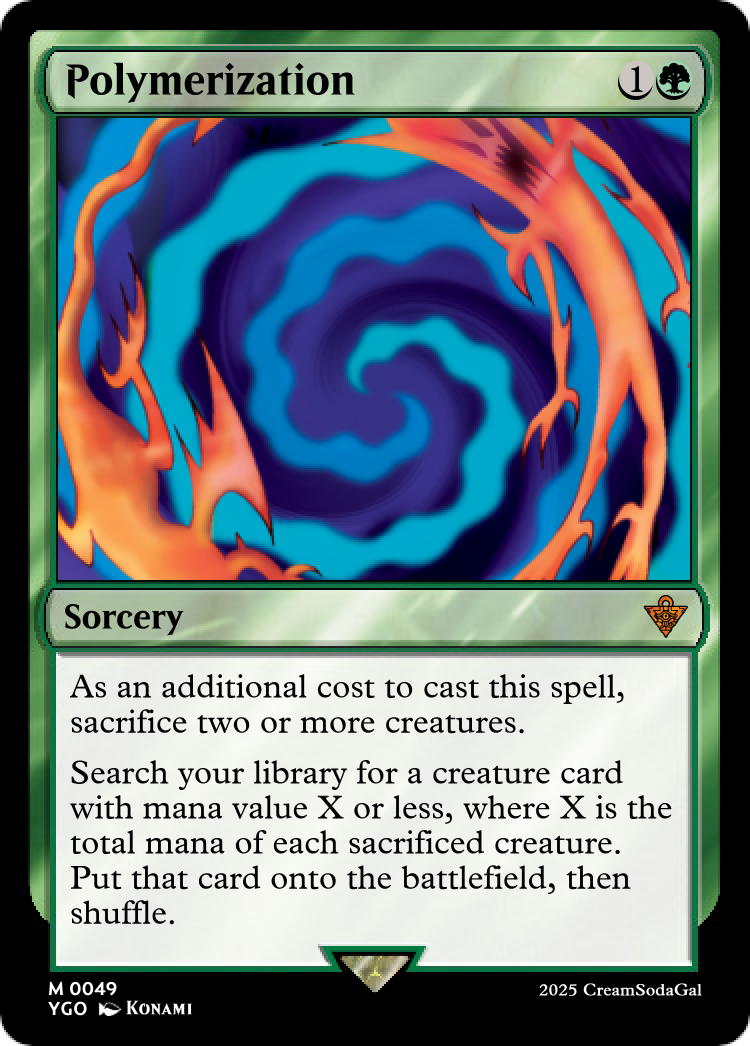 Polymerization 1
Sorcery
As an additional cost to cast this spell,
sacrifice two or more creatures.
Search your library for a creature card
with mana value X or less, where X is the
total mana of each sacrificed creature.
Put that card onto the battlefield, then
shuffle.
M 0049
YGO KONAMI
2025 CreamSodaGal